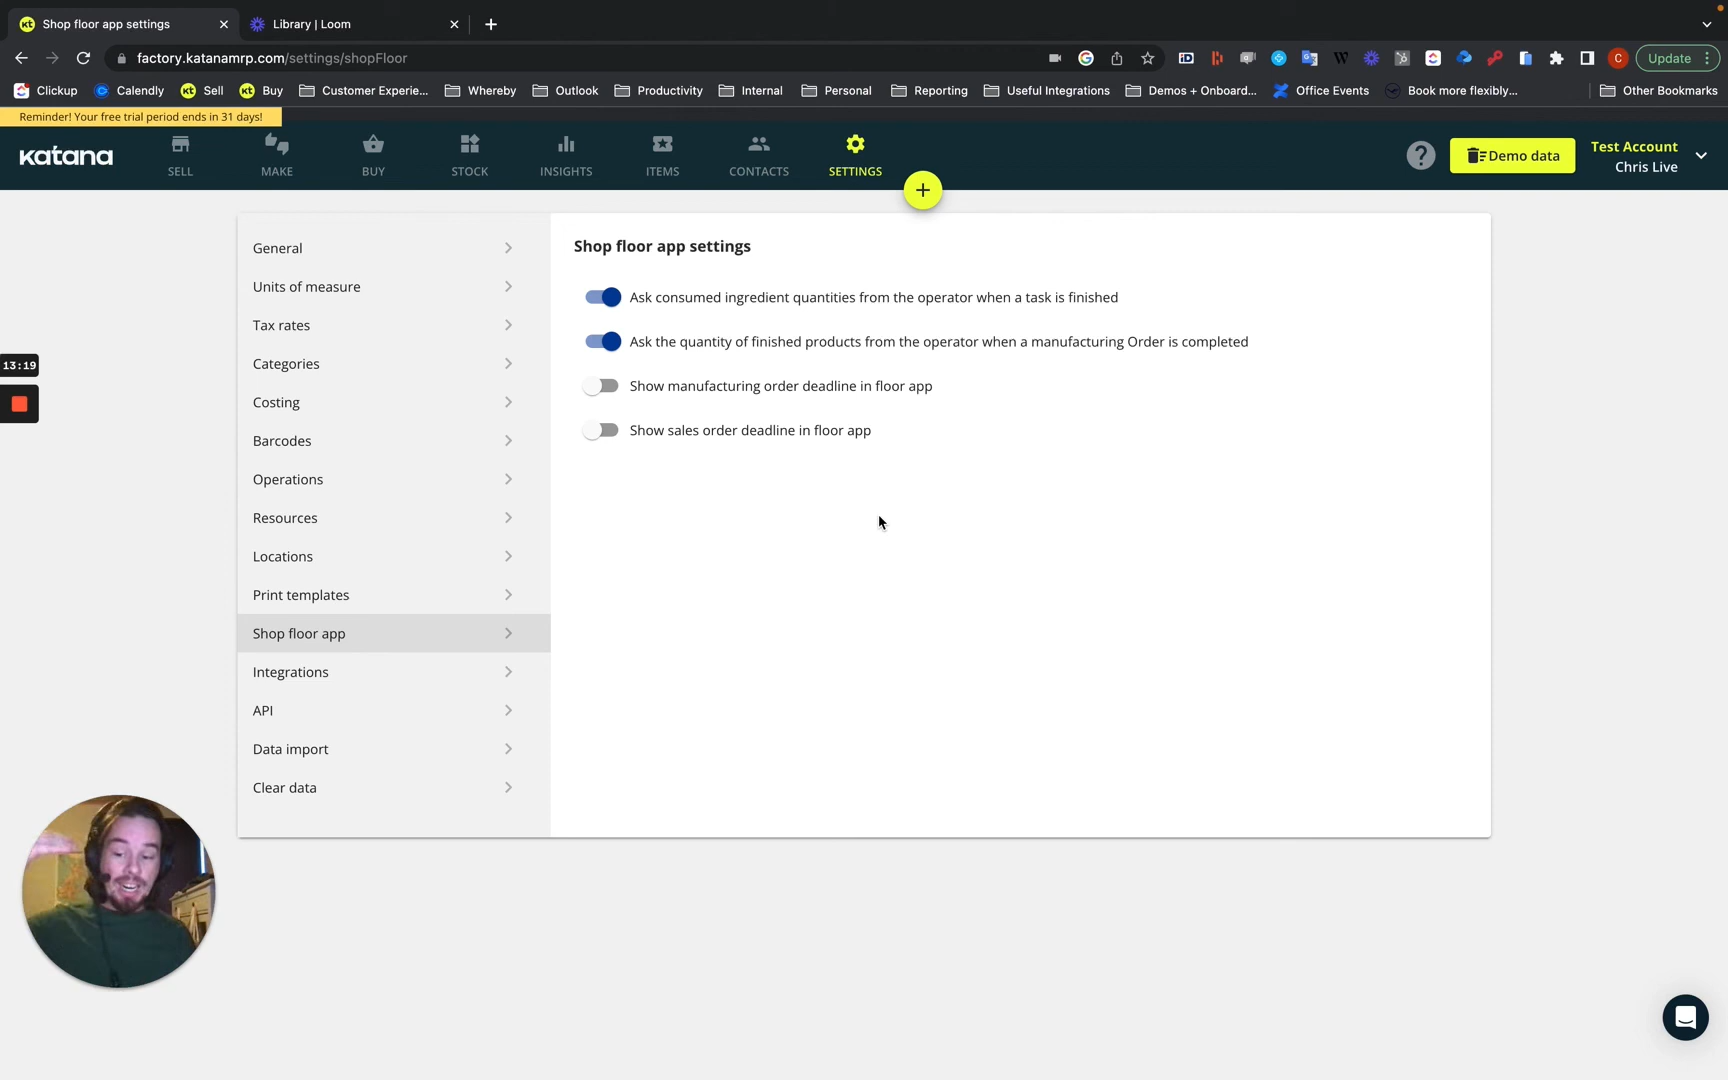 Shop floor app settings
Library | Loom
factory.katanamrp.com/settings/shopFloor
Update
Clickup
Calendly
Sell
Buy
Customer Experie...
Whereby
Outlook
Productivity
Internal
Personal
Reporting
Useful Integrations
Demos + Onboard...
Office Events
Book more flexibly...
Other Bookmarks
Reminder! Your free trial period ends in 31 days!
katana
SELL
MAKE
BUY
STOCK
INSIGHTS
ITEMS
CONTACTS
SETTINGS
Demo data
Test Account
Chris Live
General
Units of measure
Tax rates
Categories
Costing
Barcodes
Operations
Resources
Locations
Print templates
Shop floor app
Integrations
API
Data import
Clear data
Shop floor app settings
Ask consumed ingredient quantities from the operator when a task is finished
Ask the quantity of finished products from the operator when a manufacturing Order is completed
Show manufacturing order deadline in floor app
Show sales order deadline in floor app
13:19